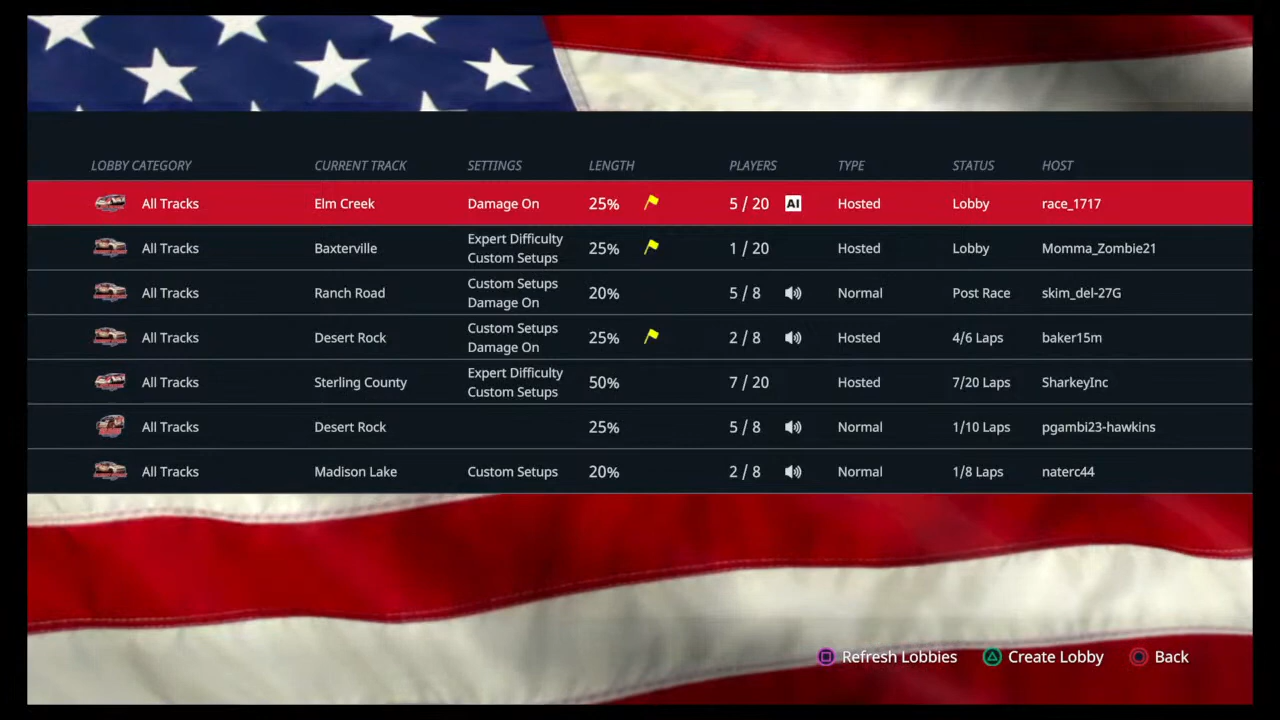 LOBBY CATEGORY CURRENT TRACK SETTINGS LENGTH PLAYERS TYPE STATUS HOST
All Tracks Elm Creek Damage On 25% 5 / 20 AI Hosted Lobby race_1717
All Tracks Baxterville Expert Difficulty Custom Setups 25% 1 / 20 Hosted Lobby Momma_Zombie21
All Tracks Ranch Road Custom Setups Damage On 20% 5 / 8 Normal Post Race skim_del-27G
All Tracks Desert Rock Custom Setups Damage On 25% 2 / 8 Hosted 4/6 Laps baker15m
All Tracks Sterling County Expert Difficulty Custom Setups 50% 7 / 20 Hosted 7/20 Laps SharkeyInc
All Tracks Desert Rock 25% 5 / 8 Normal 1/10 Laps pgambi23-hawkins
All Tracks Madison Lake Custom Setups 20% 2 / 8 Normal 1/8 Laps naterc44
Refresh Lobbies Create Lobby Back